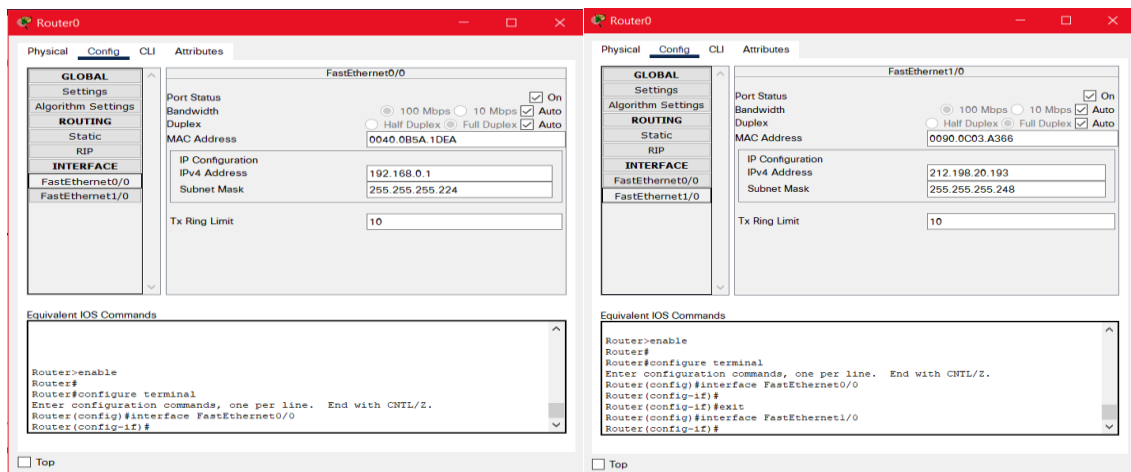 Router0
Physical Config CLI Attributes
GLOBAL
Settings
Algorithm Settings
ROUTING
Static
RIP
INTERFACE
FastEthernet0/0
FastEthernet1/0
FastEthernet0/0
Port Status On
Bandwidth 100 Mbps 10 Mbps Auto
Duplex Half Duplex Full Duplex Auto
MAC Address 0040.0B5A.1DEA
IP Configuration
IPv4 Address 192.168.0.1
Subnet Mask 255.255.255.224
Tx Ring Limit 10
Equivalent IOS Commands
Router>enable
Router#
Router#configure terminal
Enter configuration commands, one per line. End with CNTL/Z.
Router(config)#interface FastEthernet0/0
Router(config-if)#
Top
Router0
Physical Config CLI Attributes
GLOBAL
Settings
Algorithm Settings
ROUTING
Static
RIP
INTERFACE
FastEthernet0/0
FastEthernet1/0
FastEthernet1/0
Port Status On
Bandwidth 100 Mbps 10 Mbps Auto
Duplex Half Duplex Full Duplex Auto
MAC Address 0090.0C03.A366
IP Configuration
IPv4 Address 212.198.20.193
Subnet Mask 255.255.255.248
Tx Ring Limit 10
Equivalent IOS Commands
Router>enable
Router#
Router#configure terminal
Enter configuration commands, one per line. End with CNTL/Z.
Router(config)#interface FastEthernet0/0
Router(config-if)#
Router(config-if)#exit
Router(config)#interface FastEthernet1/0
Router(config-if)#
Top